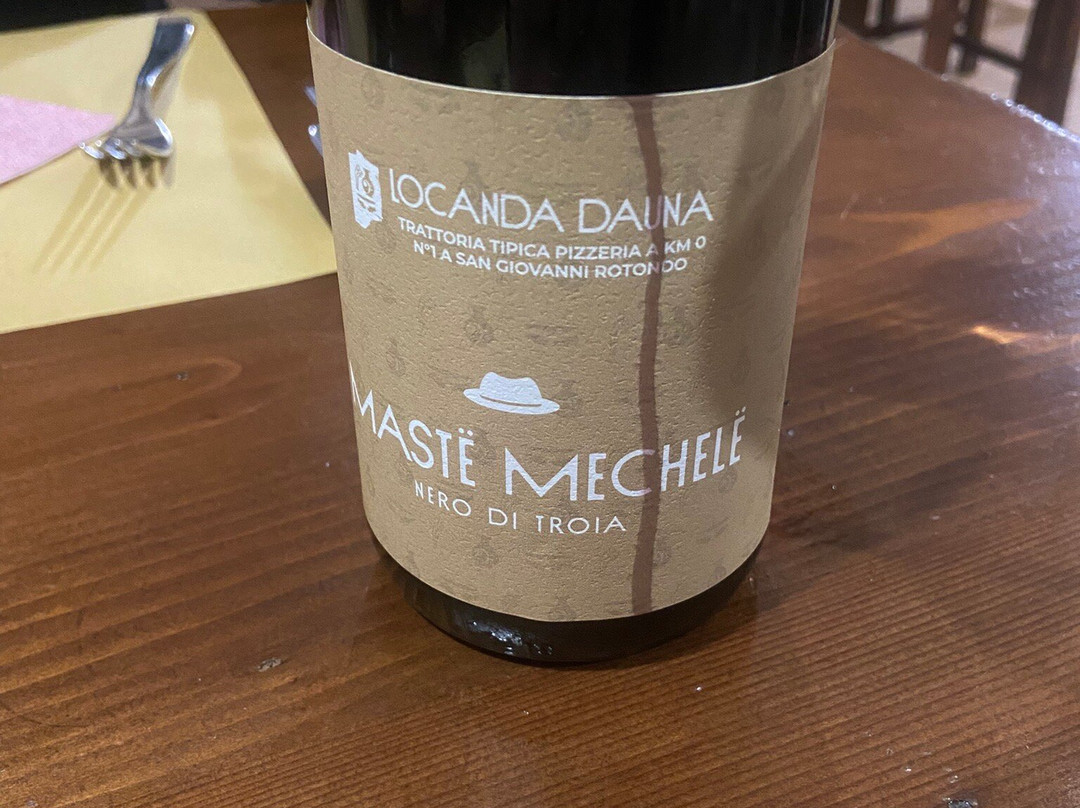 LOCANDA DAUNA
TRATTORIA TIPICA PIZZERIA A KM 0
N°1 A SAN GIOVANNI ROTONDO
MASTË MECHELË
NERO DI TROIA